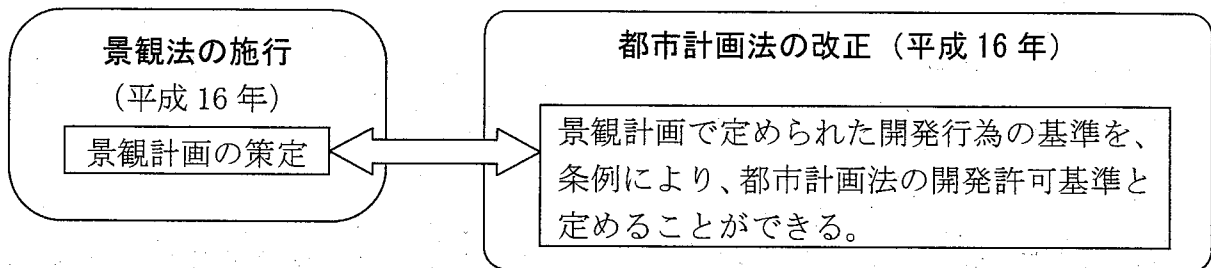 景観法の施行
（平成 16 年）
景観計画の策定
都市計画法の改正（平成 16 年）
景観計画で定められた開発行為の基準を、
条例により、都市計画法の開発許可基準と
定めることができる。